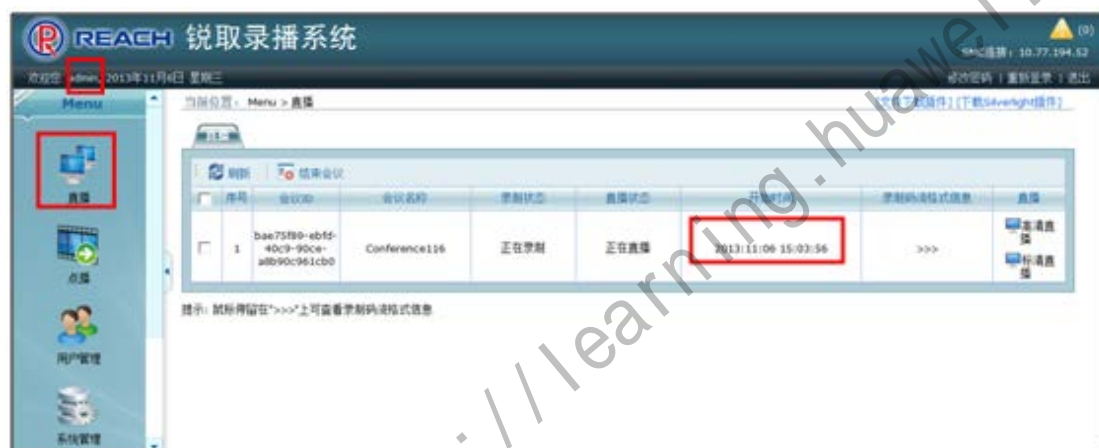 REACH 锐取录播系统
(0)
SMC连接: 10.77.194.52
欢迎您 admin, 2013年11月6日 星期三
修改密码 | 重新登录 | 退出
Menu
当前位置: Menu > 直播
[文件下载插件] [下载Silverlight插件]
刷新 结束会议
序号 会议ID 会议名称 录制状态 直播状态 开始时间 录制码流格式信息 直播
1 bae75f89-ebfd-40c9-90ce-a8b90c961cb0 Conference116 正在录制 正在直播 2013:11:06 15:03:56 >>> 高清直播 标清直播
提示: 鼠标停留在">>>"上可查看录制码流格式信息
直播
点播
用户管理
系统管理
://learning.huawei